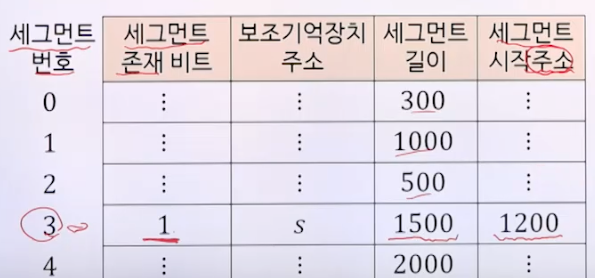 세그먼트 번호 세그먼트 존재 비트 보조기억장치 주소 세그먼트 길이 세그먼트 시작주소
0 ⋮ ⋮ 300 ⋮
1 ⋮ ⋮ 1000 ⋮
2 ⋮ ⋮ 500 ⋮
3 1 s 1500 1200
4 ⋮ ⋮ 2000 ⋮